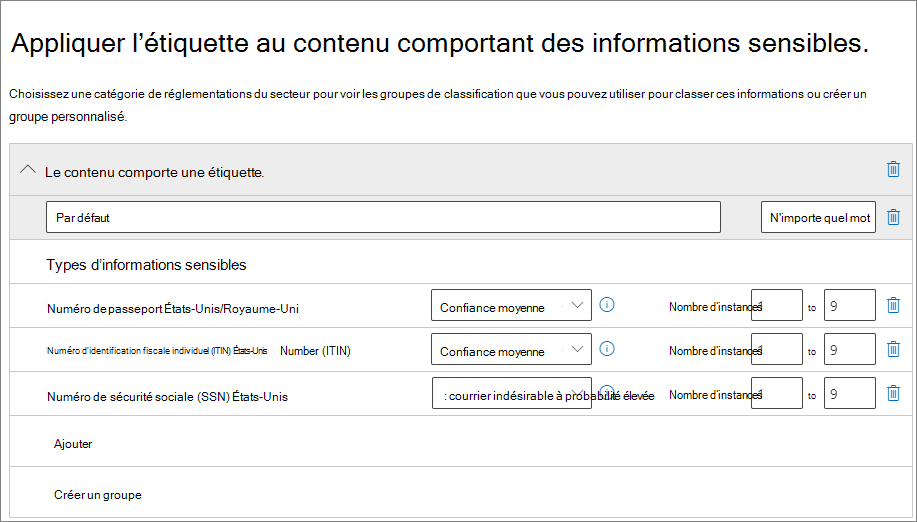 Appliquer l’étiquette au contenu comportant des informations sensibles.
Choisissez une catégorie de réglementations du secteur pour voir les groupes de classification que vous pouvez utiliser pour classer ces informations ou créer un
groupe personnalisé.
Le contenu comporte une étiquette.
Par défaut N'importe quel mot
Types d’informations sensibles
Numéro de passeport États-Unis/Royaume-Uni Confiance moyenne Nombre d’instances 1 to 9
Numéro d’identification fiscale individuel (ITIN) États-Unis Number (ITIN) Confiance moyenne Nombre d’instances 1 to 9
Numéro de sécurité sociale (SSN) États-Unis : courrier indésirable à probabilité élevée Nombre d’instances 1 to 9
Ajouter
Créer un groupe